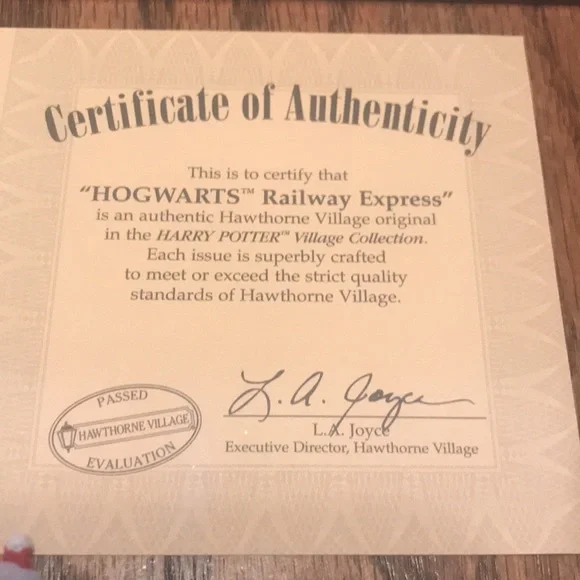 Certificate of Authenticity
This is to certify that
"HOGWARTS™ Railway Express"
is an authentic Hawthorne Village original
in the HARRY POTTER™ Village Collection.
Each issue is superbly crafted
to meet or exceed the strict quality
standards of Hawthorne Village.
L. A. Joyce
L.A. Joyce
Executive Director, Hawthorne Village
PASSED
HAWTHORNE VILLAGE
EVALUATION